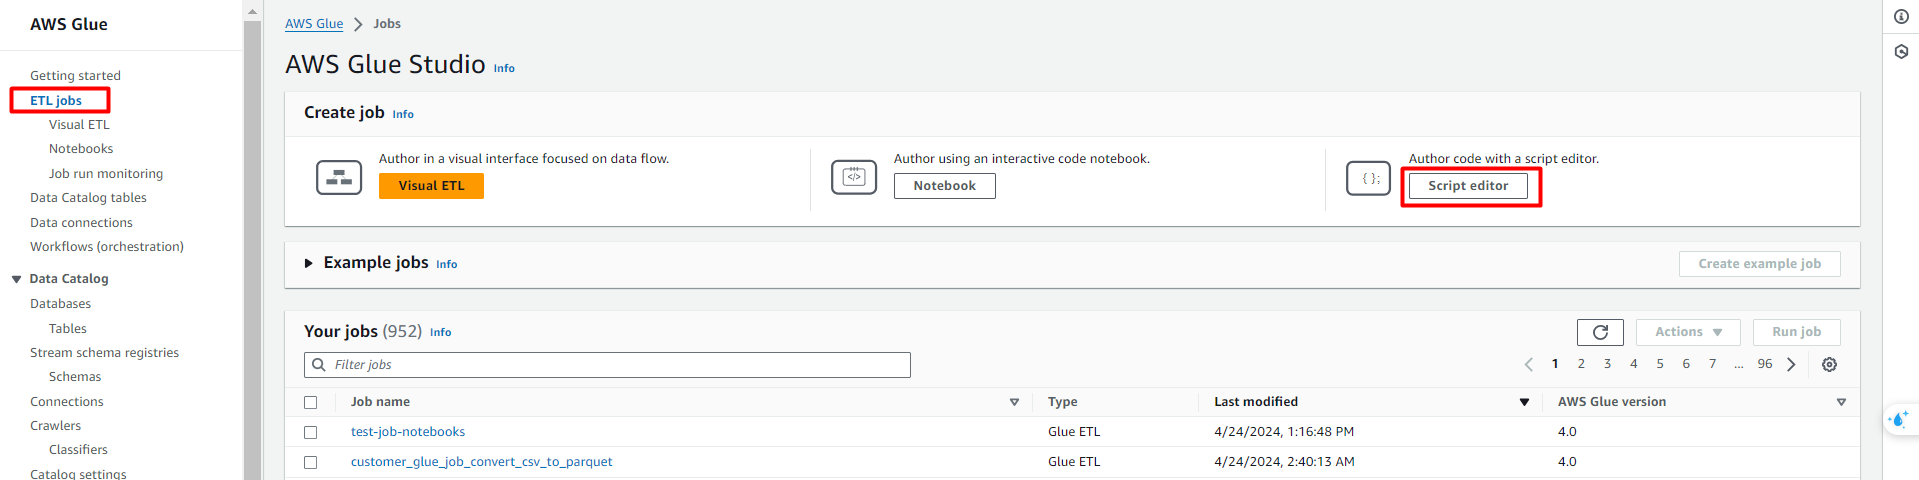 AWS Glue
Getting started
ETL jobs
Visual ETL
Notebooks
Job run monitoring
Data Catalog tables
Data connections
Workflows (orchestration)
Data Catalog
Databases
Tables
Stream schema registries
Schemas
Connections
Crawlers
Classifiers
Catalog settings
AWS Glue > Jobs
AWS Glue Studio Info
Create job Info
Author in a visual interface focused on data flow.
Visual ETL
Author using an interactive code notebook.
Notebook
Author code with a script editor.
{ }; Script editor
Example jobs Info
Create example job
Your jobs (952) Info
Actions
Run job
Filter jobs
1 2 3 4 5 6 7 ... 96
Job name Type Last modified AWS Glue version
test-job-notebooks Glue ETL 4/24/2024, 1:16:48 PM 4.0
customer_glue_job_convert_csv_to_parquet Glue ETL 4/24/2024, 2:40:13 AM 4.0